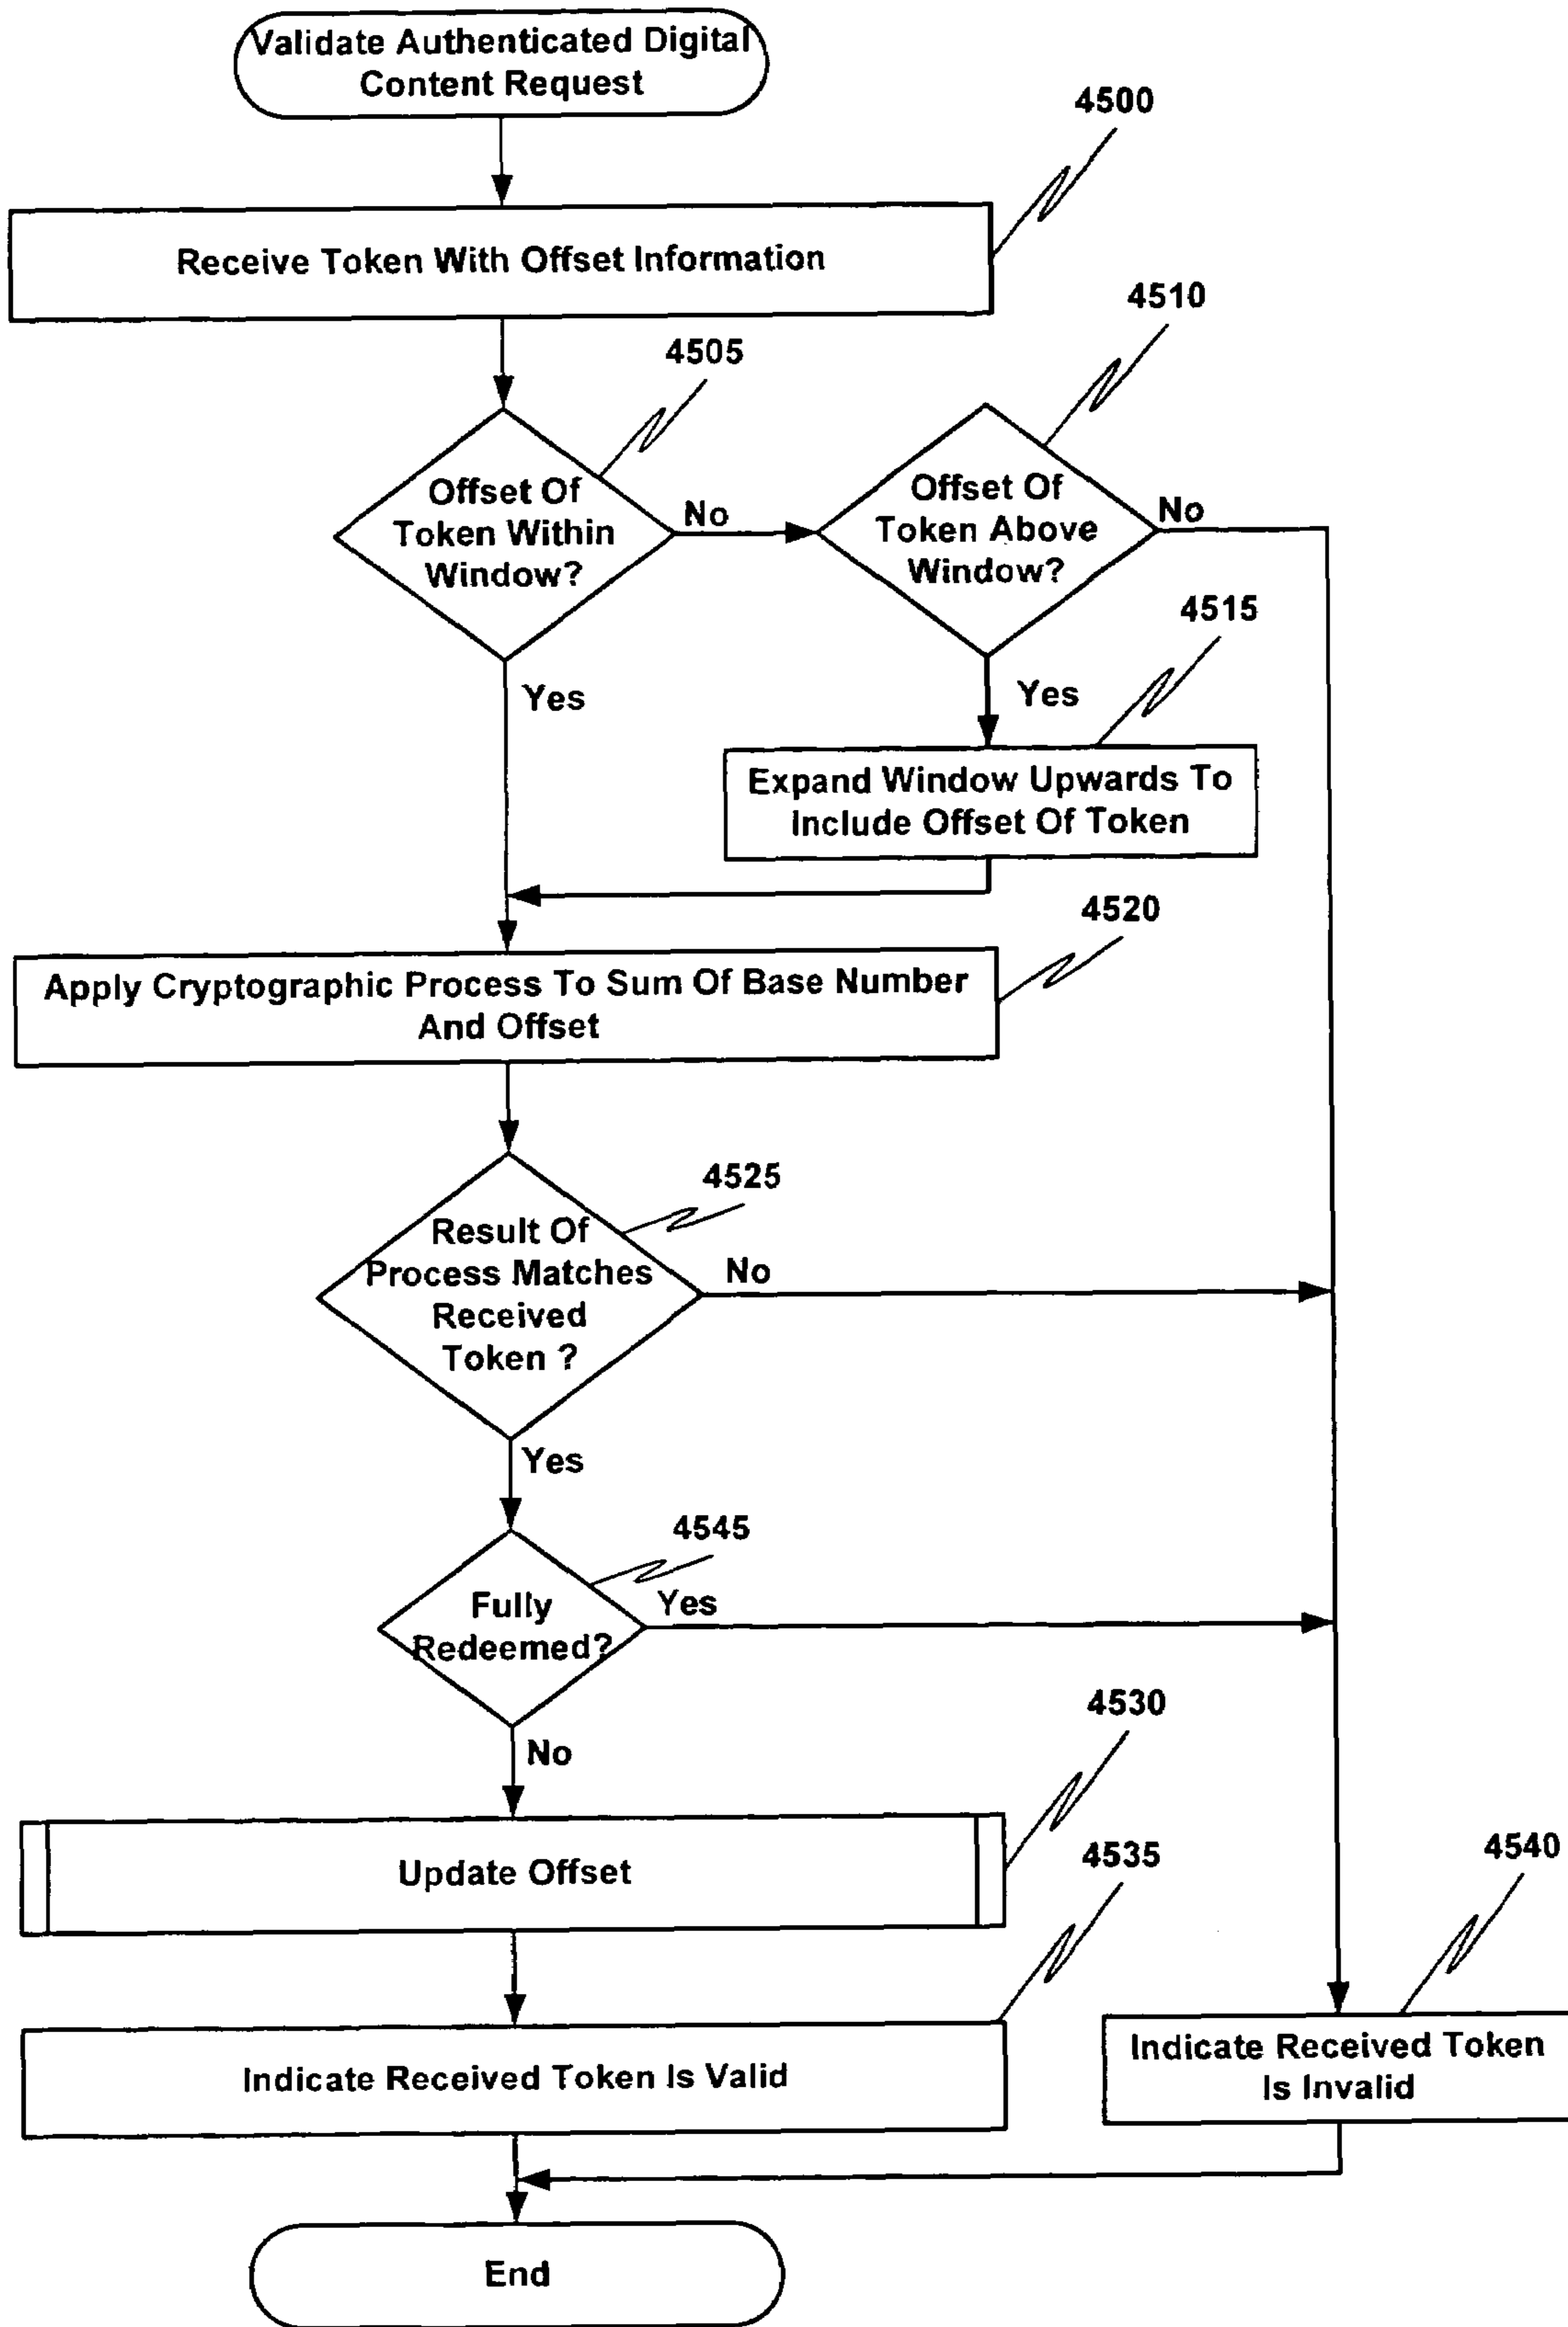 Validate Authenticated Digital
Content Request
4500
Receive Token With Offset Information
4510
4505
Offset Of
Token Within
Window?
No
Offset Of
Token Above
Window?
No
4515
Yes
Yes
Expand Window Upwards To
Include Offset Of Token
4520
Apply Cryptographic Process To Sum Of Base Number
And Offset
4525
Result Of
Process Matches
Received
Token ?
No
Yes
4545
Fully
Redeemed?
Yes
No
4530
Update Offset
4535
4540
Indicate Received Token Is Valid
Indicate Received Token
Is Invalid
End